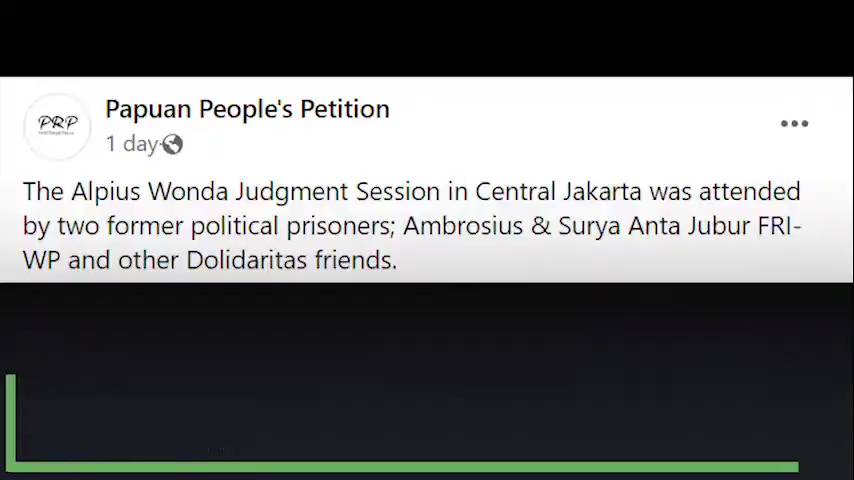 PRP
Papuan People's Petition
1 day
The Alpius Wonda Judgment Session in Central Jakarta was attended
by two former political prisoners; Ambrosius & Surya Anta Jubur FRI-
WP and other Dolidaritas friends.